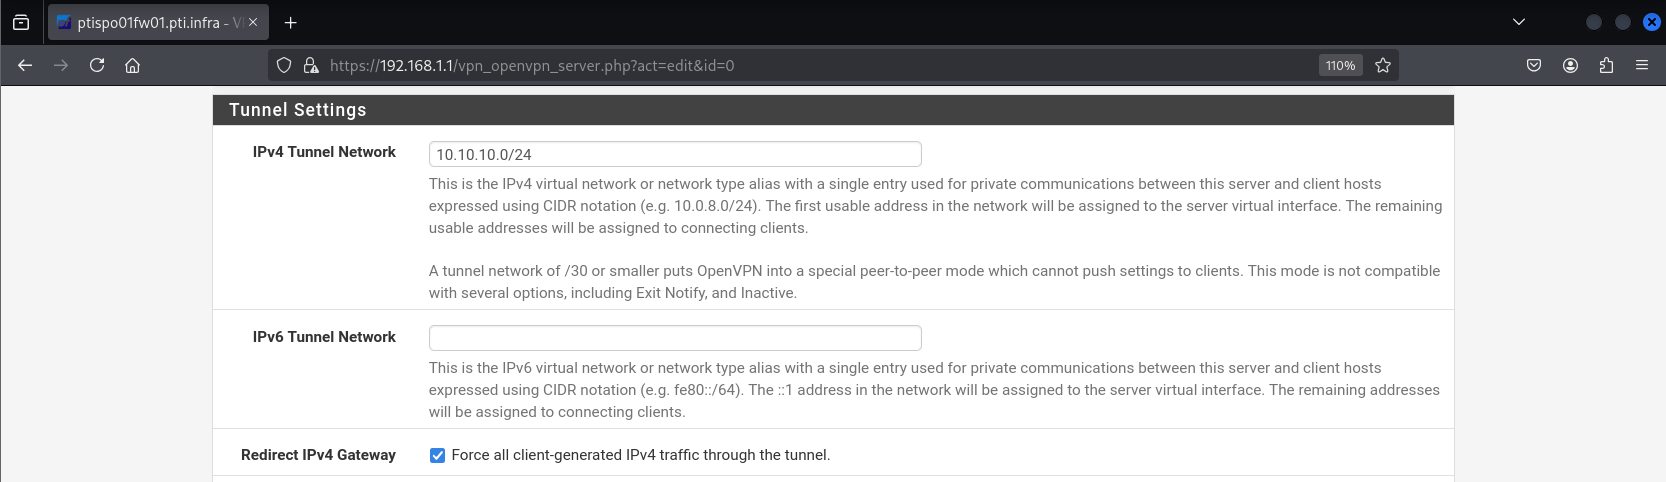 ptispo01fw01.pti.infra - V
https://192.168.1.1/vpn_openvpn_server.php?act=edit&id=0
110%
Tunnel Settings
IPv4 Tunnel Network
10.10.10.0/24
This is the IPv4 virtual network or network type alias with a single entry used for private communications between this server and client hosts
expressed using CIDR notation (e.g. 10.0.8.0/24). The first usable address in the network will be assigned to the server virtual interface. The remaining
usable addresses will be assigned to connecting clients.
A tunnel network of /30 or smaller puts OpenVPN into a special peer-to-peer mode which cannot push settings to clients. This mode is not compatible
with several options, including Exit Notify, and Inactive.
IPv6 Tunnel Network
This is the IPv6 virtual network or network type alias with a single entry used for private communications between this server and client hosts
expressed using CIDR notation (e.g. fe80::/64). The ::1 address in the network will be assigned to the server virtual interface. The remaining addresses
will be assigned to connecting clients.
Redirect IPv4 Gateway
Force all client-generated IPv4 traffic through the tunnel.